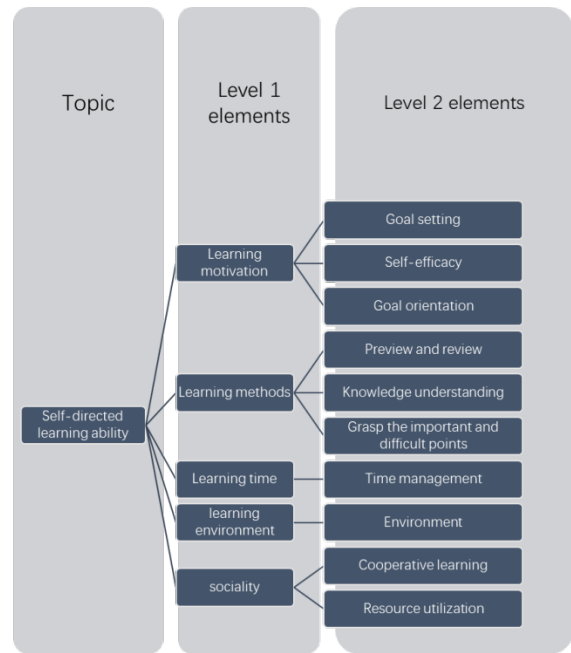 Topic
Level 1
elements
Level 2 elements
Self-directed
learning ability
Learning
motivation
Goal setting
Self-efficacy
Goal orientation
Learning methods
Preview and review
Knowledge understanding
Grasp the important and
difficult points
Learning time
Time management
learning
environment
Environment
sociality
Cooperative learning
Resource utilization